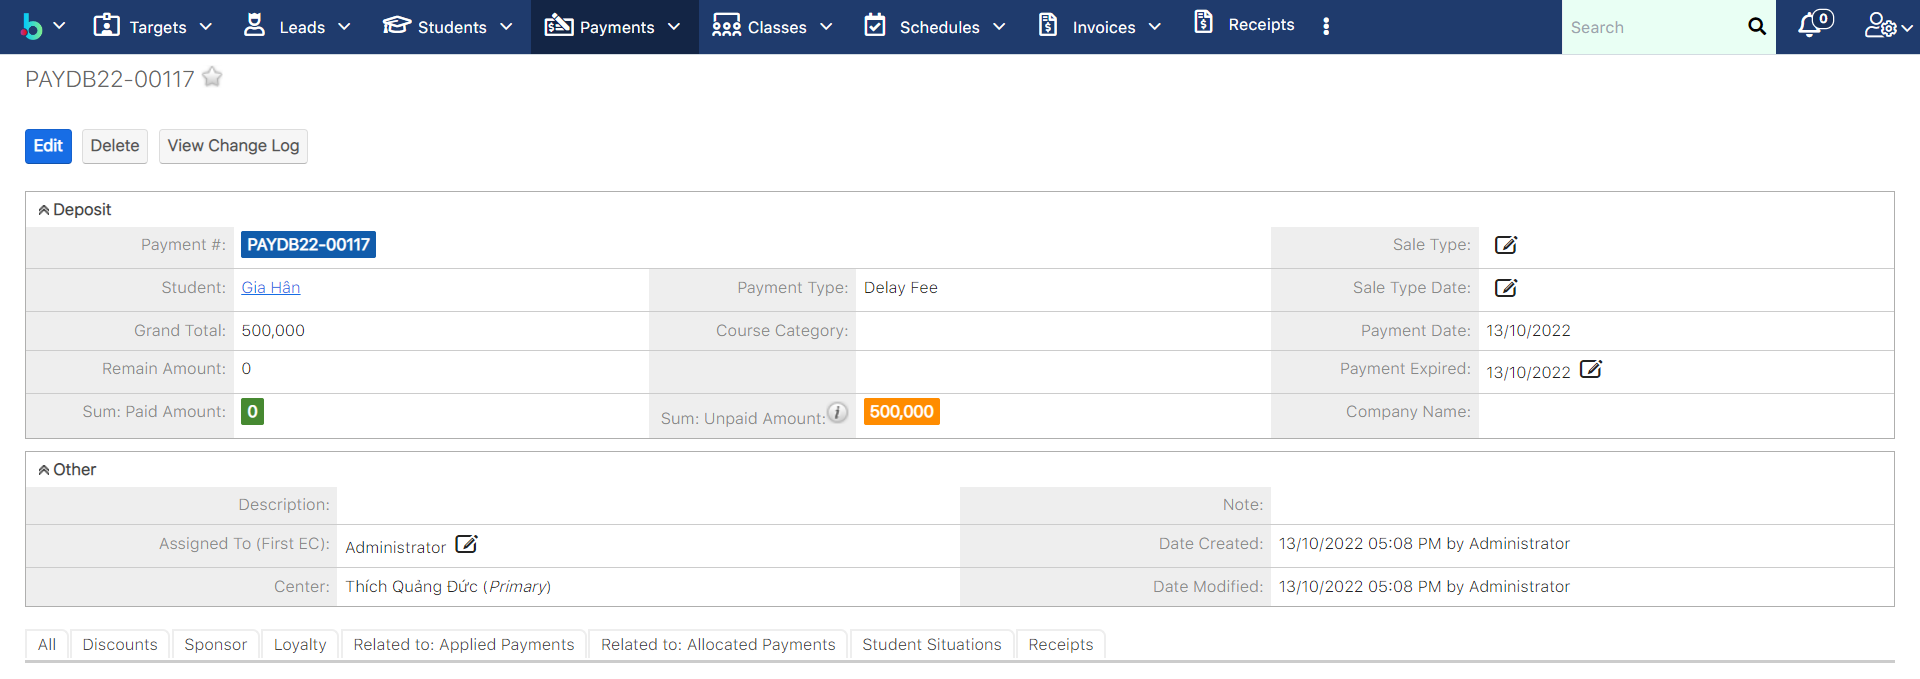 Targets Leads Students Payments Classes Schedules Invoices Receipts Search 0
PAYDB22-00117
Edit Delete View Change Log
Deposit
Payment #: PAYDB22-00117 Sale Type:
Student: Gia Hân Payment Type: Delay Fee Sale Type Date:
Grand Total: 500,000 Course Category: Payment Date: 13/10/2022
Remain Amount: 0 Payment Expired: 13/10/2022
Sum: Paid Amount: 0 Sum: Unpaid Amount: i 500,000 Company Name:
Other
Description: Note:
Assigned To (First EC): Administrator Date Created: 13/10/2022 05:08 PM by Administrator
Center: Thích Quảng Đức (Primary) Date Modified: 13/10/2022 05:08 PM by Administrator
All Discounts Sponsor Loyalty Related to: Applied Payments Related to: Allocated Payments Student Situations Receipts